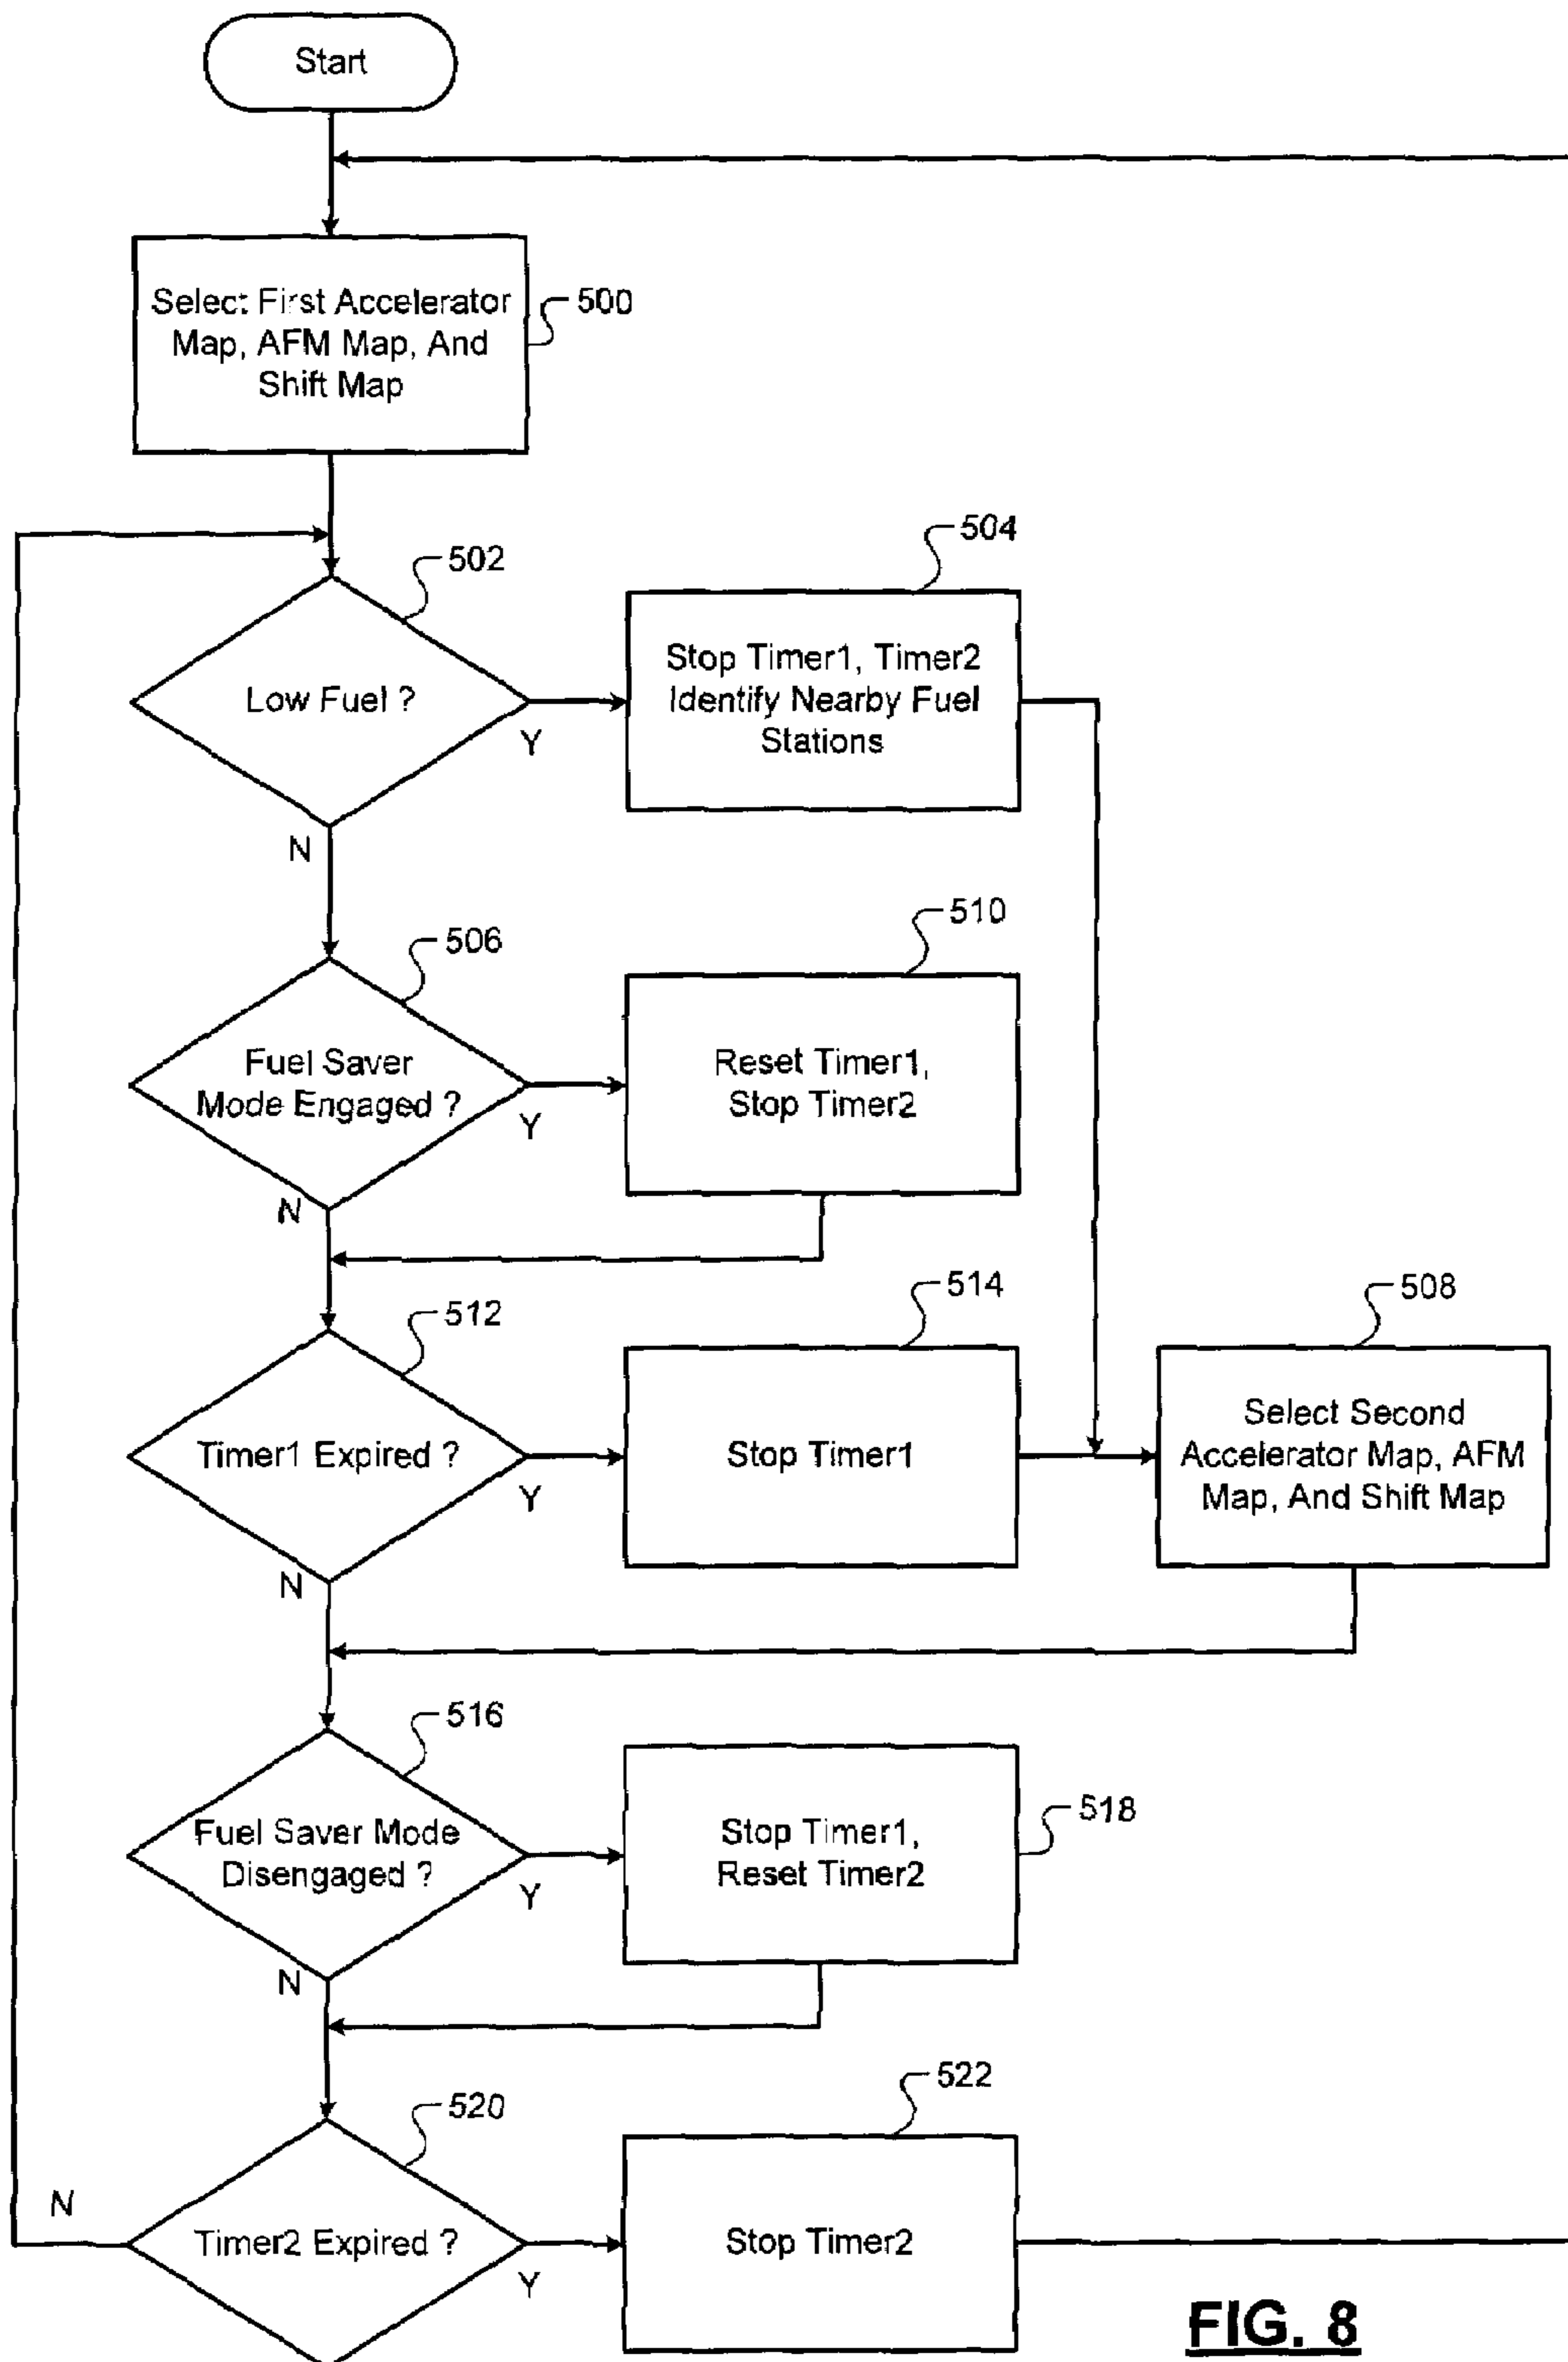 Start
Select First Accelerator
Map, AFM Map, And
Shift Map
500
502
Low Fuel ?
Y
N
504
Stop Timer1, Timer2
Identify Nearby Fuel
Stations
506
Fuel Saver
Mode Engaged ?
Y
N
510
Reset Timer1,
Stop Timer2
512
Timer1 Expired ?
Y
N
514
Stop Timer1
508
Select Second
Accelerator Map, AFM
Map, And Shift Map
516
Fuel Saver Mode
Disengaged ?
Y
N
518
Stop Timer1,
Reset Timer2
520
Timer2 Expired ?
N
Y
522
Stop Timer2
FIG. 8